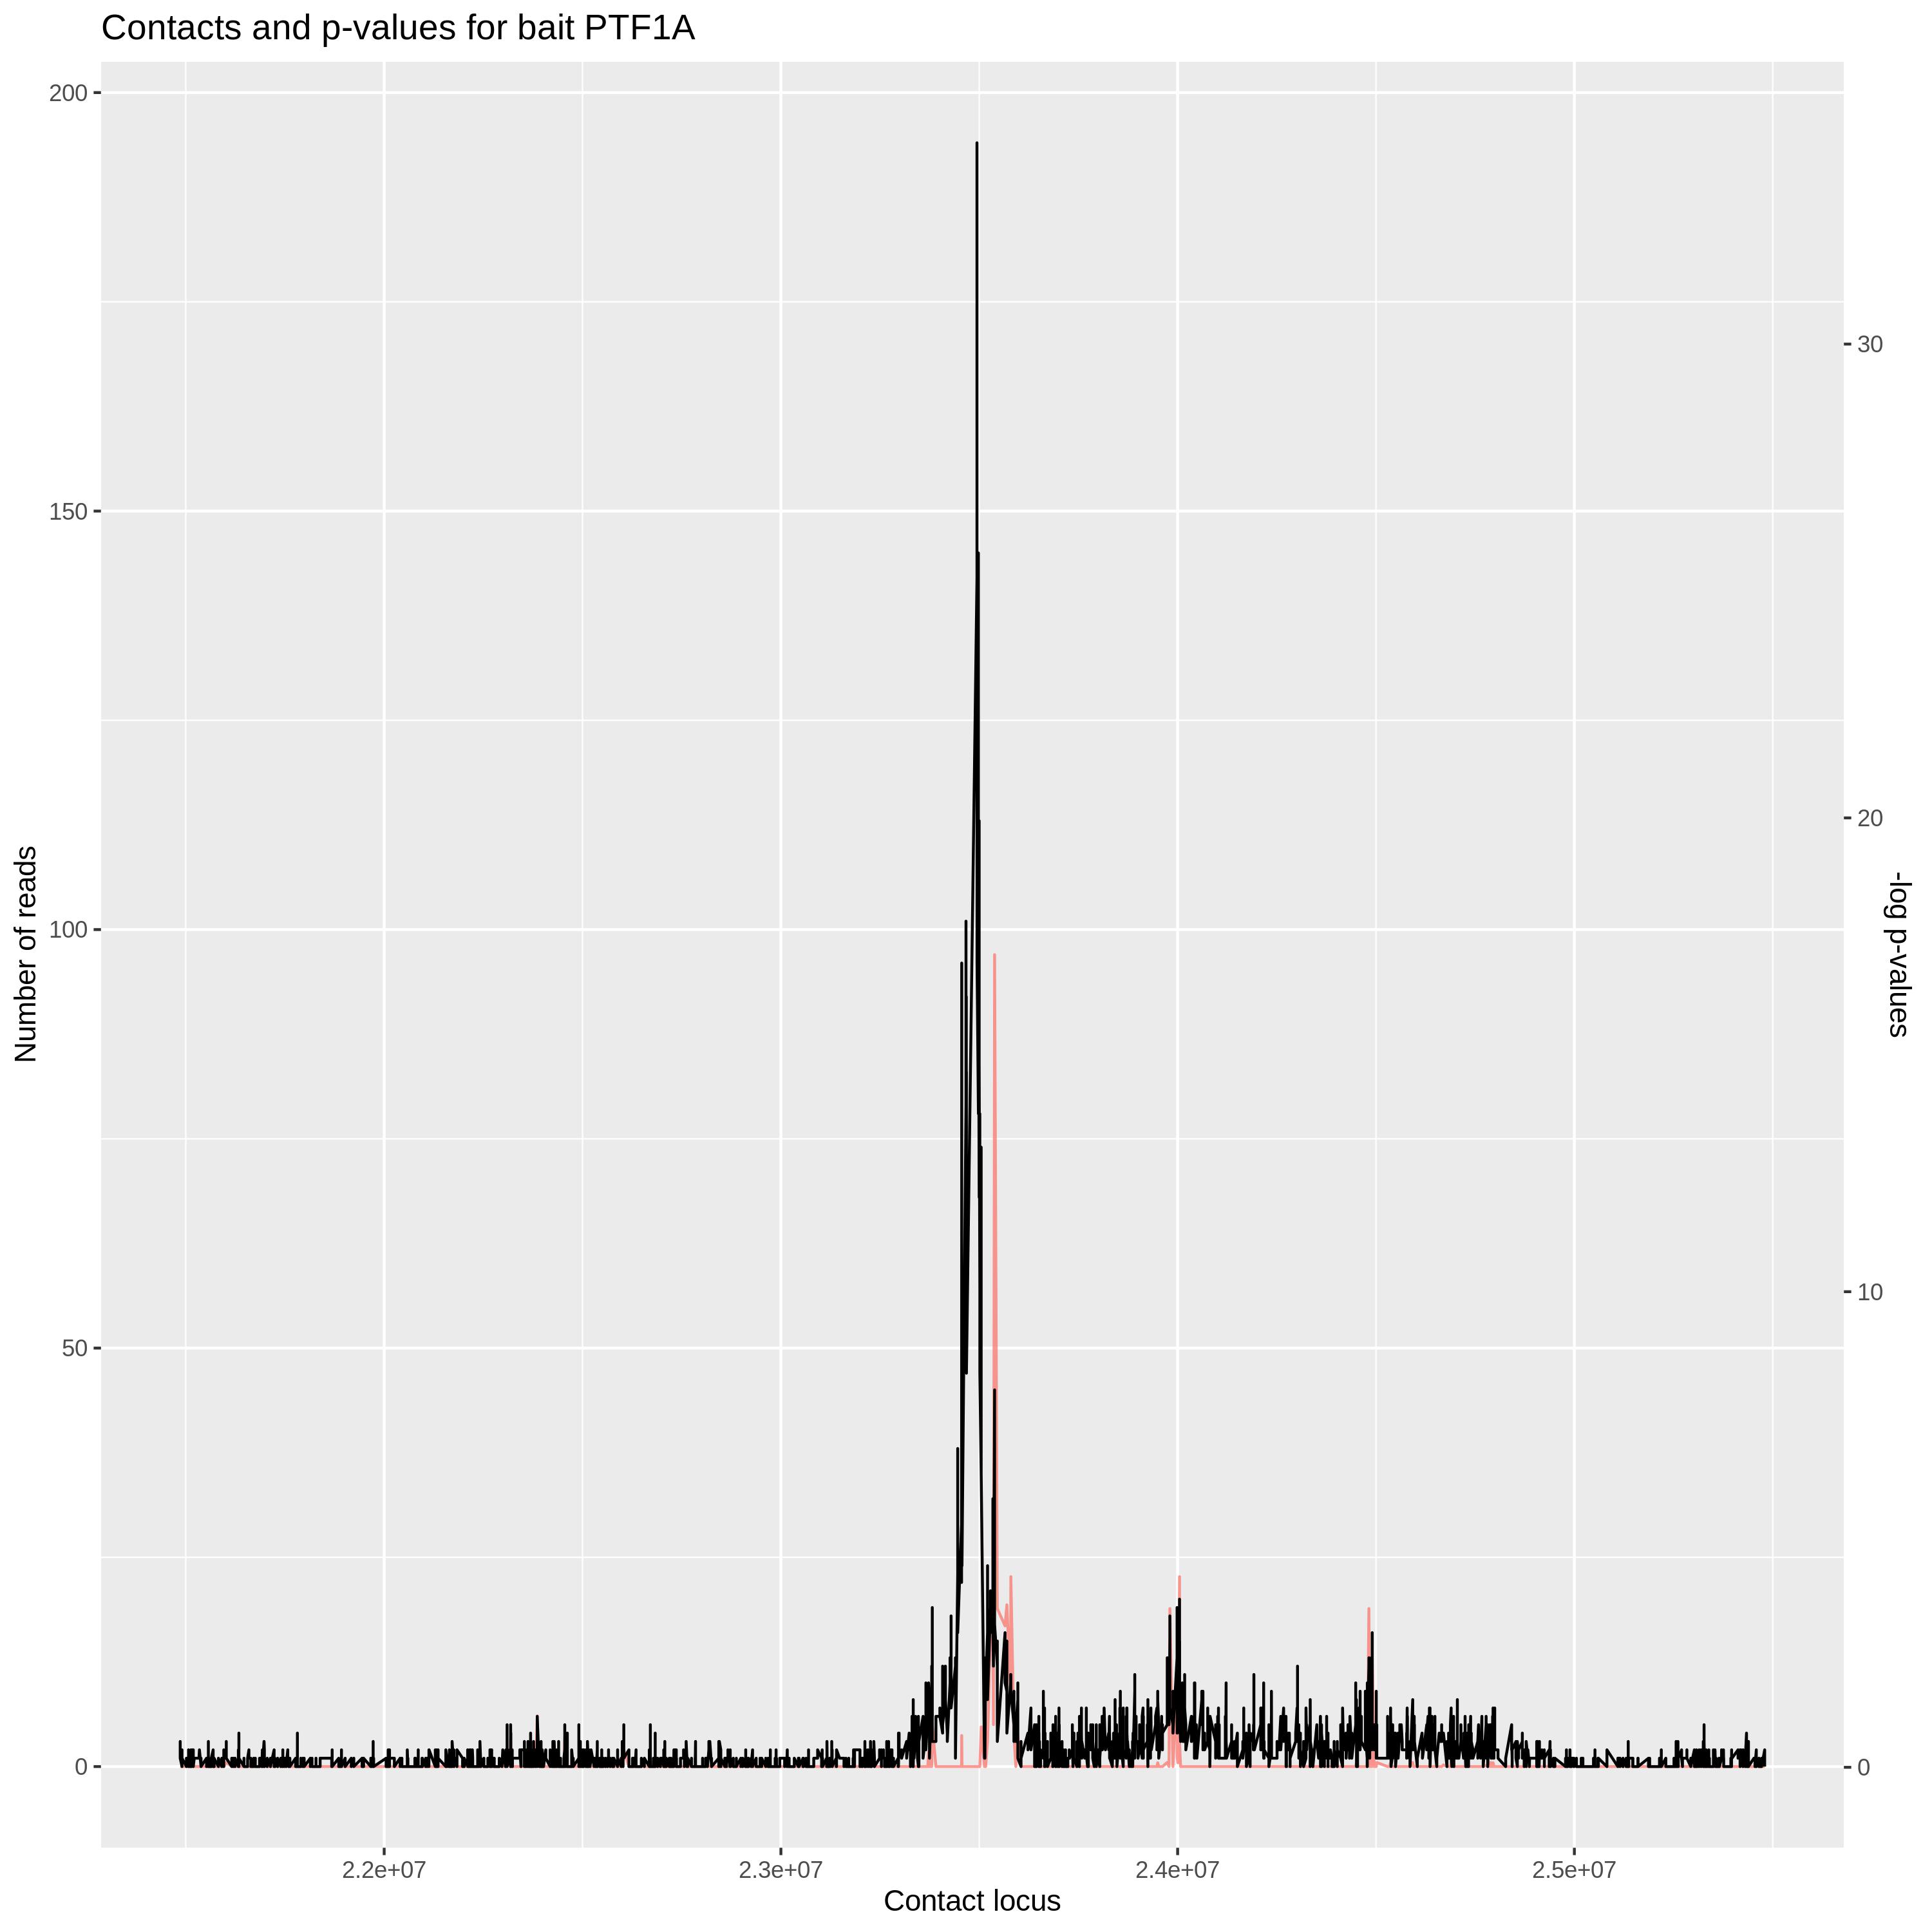 Contacts and p-values for bait PTF1A
200
150
100
50
0
Number of reads
30
20
10
0
-log p-values
2.2e+07 2.3e+07 2.4e+07 2.5e+07
Contact locus